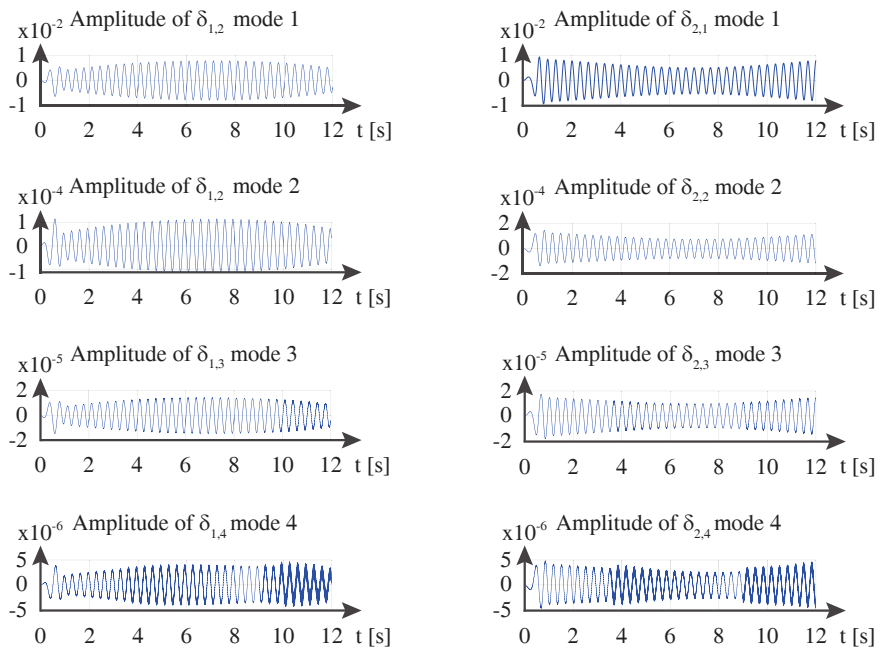 x10⁻² Amplitude of δ₁,₂ mode 1
1
0
-1
0 2 4 6 8 10 12 t [s]
x10⁻² Amplitude of δ₂,₁ mode 1
1
0
-1
0 2 4 6 8 10 12 t [s]
x10⁻⁴ Amplitude of δ₁,₂ mode 2
1
0
-1
0 2 4 6 8 10 12 t [s]
x10⁻⁴ Amplitude of δ₂,₂ mode 2
2
0
-2
0 2 4 6 8 10 12 t [s]
x10⁻⁵ Amplitude of δ₁,₃ mode 3
2
0
-2
0 2 4 6 8 10 12 t [s]
x10⁻⁵ Amplitude of δ₂,₃ mode 3
2
0
-2
0 2 4 6 8 10 12 t [s]
x10⁻⁶ Amplitude of δ₁,₄ mode 4
5
0
-5
0 2 4 6 8 10 12 t [s]
x10⁻⁶ Amplitude of δ₂,₄ mode 4
5
0
-5
0 2 4 6 8 10 12 t [s]